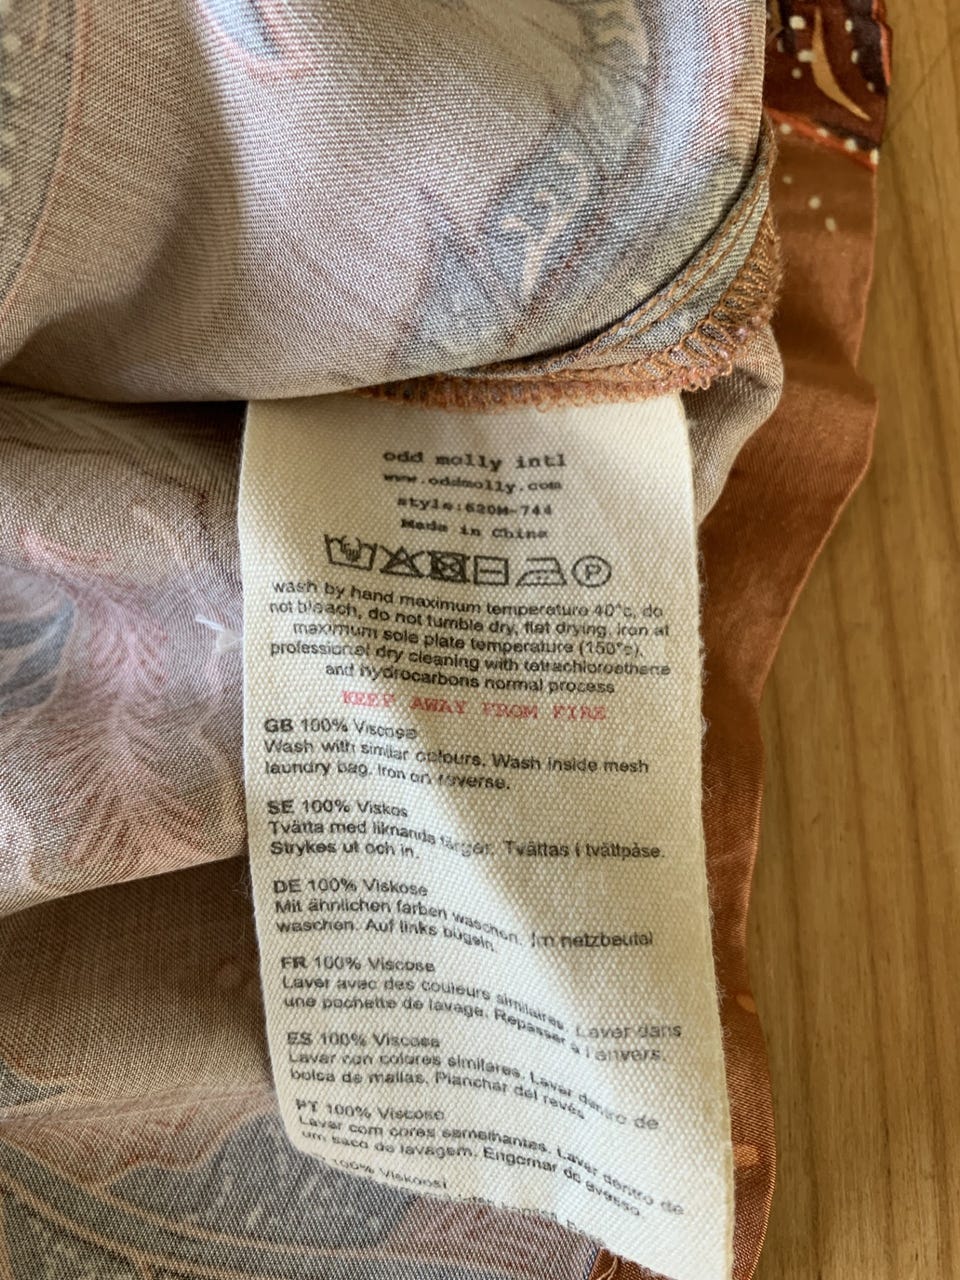 odd molly intl
www.oddmolly.com
style:620M-744
Made in China
P
wash by hand maximum temperature 40°c, do
not bleach, do not tumble dry, flat drying, iron at
maximum sole plate temperature (150°c),
professional dry cleaning with tetrachloroethene
and hydrocarbons normal process
KEEP AWAY FROM FIRE
GB 100% Viscose
Wash with similar colours. Wash inside mesh
laundry bag. Iron on reverse.
SE 100% Viskos
Tvätta med liknande färger. Tvättas i tvättpåse.
Strykes ut och in.
DE 100% Viskose
Mit ähnlichen farben waschen. Im netzbeutel
waschen. Auf links bügeln.
FR 100% Viscose
Laver avec des couleurs similaires. Laver dans
une pochette de lavage. Repasser à l'envers.
ES 100% Viscosa
Lavar con colores similares. Lavar dentro de
bolsa de mallas. Planchar del revés
PT 100% Viscose
Lavar com cores semelhantes. Lavar dentro de
um saco de lavagem. Engomar do avesso.
100% Viskoosi